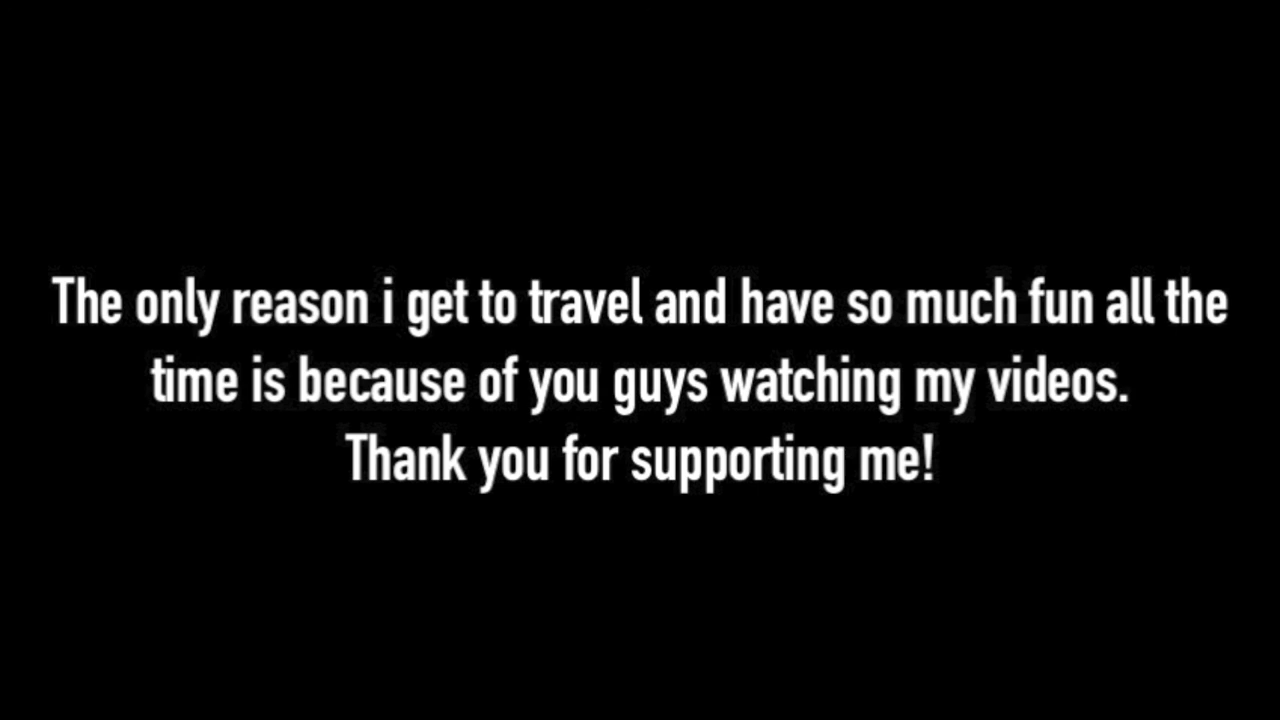 The only reason i get to travel and have so much fun all the
time is because of you guys watching my videos.
Thank you for supporting me!